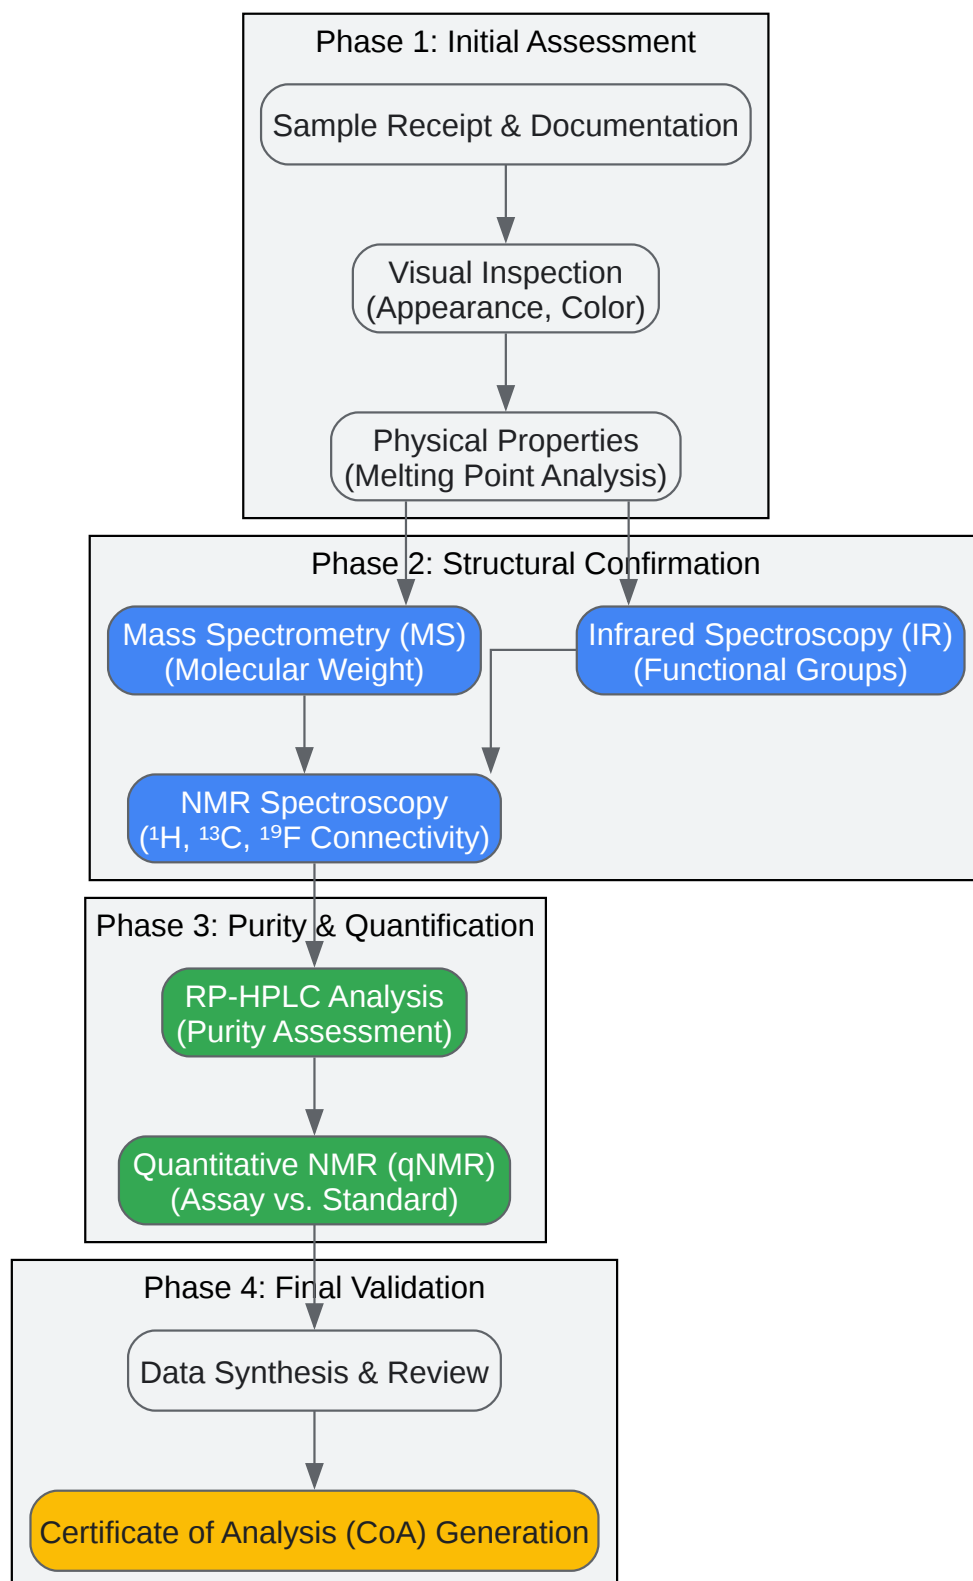 Phase 1: Initial Assessment
Sample Receipt & Documentation
Visual Inspection
(Appearance, Color)
Physical Properties
(Melting Point Analysis)
Phase 2: Structural Confirmation
Mass Spectrometry (MS)
(Molecular Weight)
Infrared Spectroscopy (IR)
(Functional Groups)
NMR Spectroscopy
(¹H, ¹³C, ¹⁹F Connectivity)
Phase 3: Purity & Quantification
RP-HPLC Analysis
(Purity Assessment)
Quantitative NMR (qNMR)
(Assay vs. Standard)
Phase 4: Final Validation
Data Synthesis & Review
Certificate of Analysis (CoA) Generation